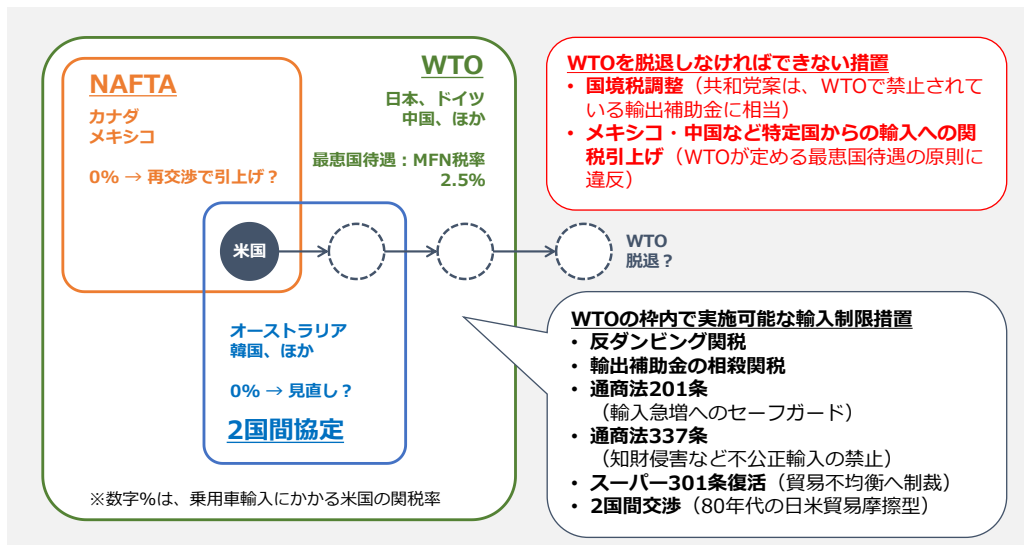 NAFTA
カナダ
メキシコ
0% → 再交渉で引上げ？
WTO
日本、ドイツ
中国、ほか
最恵国待遇：MFN税率
2.5%
米国
WTO
脱退？
オーストラリア
韓国、ほか
0% → 見直し？
2国間協定
※数字%は、乗用車輸入にかかる米国の関税率
WTOを脱退しなければできない措置
• 国境税調整（共和党案は、WTOで禁止されて
いる輸出補助金に相当）
• メキシコ・中国など特定国からの輸入への関
税引上げ（WTOが定める最恵国待遇の原則に
違反）
WTOの枠内で実施可能な輸入制限措置
• 反ダンピング関税
• 輸出補助金の相殺関税
• 通商法201条
（輸入急増へのセーフガード）
• 通商法337条
（知財侵害など不公正輸入の禁止）
• スーパー301条復活（貿易不均衡へ制裁）
• 2国間交渉（80年代の日米貿易摩擦型）